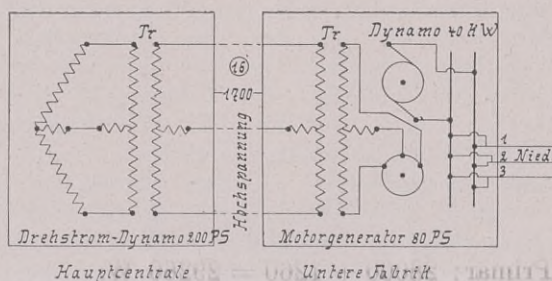 Tr
Tr
Dynamo 40 KW
16
1700
Hochspannung
1
2 Nied
3
Drehstrom-Dynamo 200 PS
Motorgenerator 80 PS
Hauptcentrale
Untere Fabrik